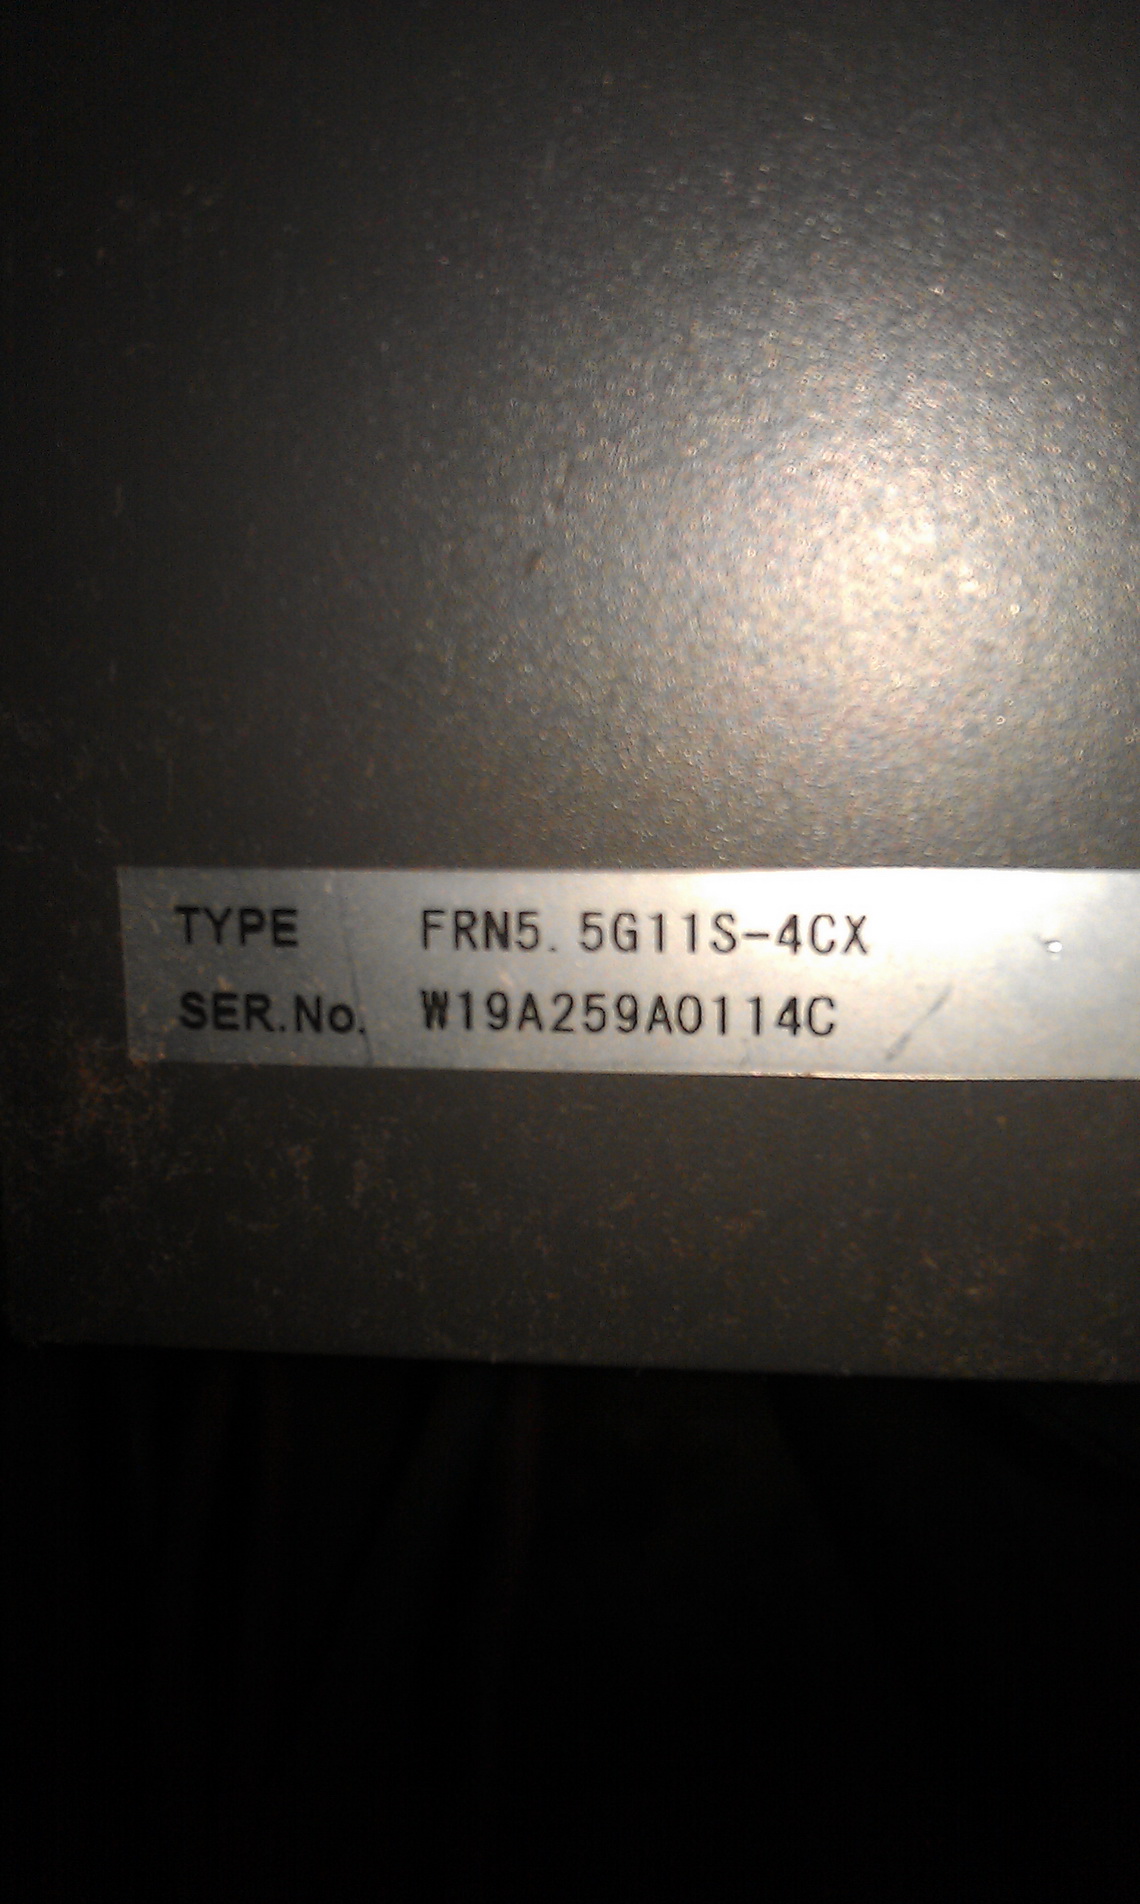 TYPE FRN5.5G11S-4CX
SER.No. W19A259A0114C